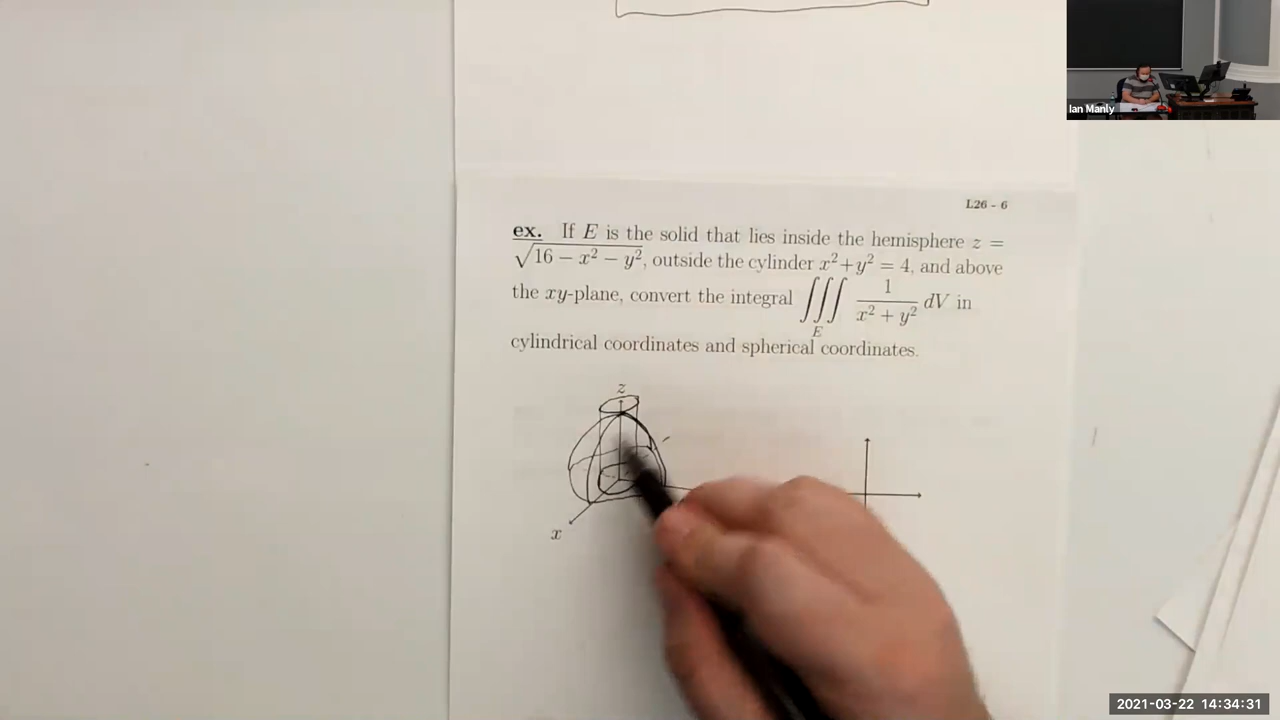 Ian Manly
L26 - 6
ex. If E is the solid that lies inside the hemisphere z =
√(16 − x² − y²), outside the cylinder x² + y² = 4, and above
the xy-plane, convert the integral ∭_E 1/(x² + y²) dV in
cylindrical coordinates and spherical coordinates.
z
x
2021-03-22 14:34:31